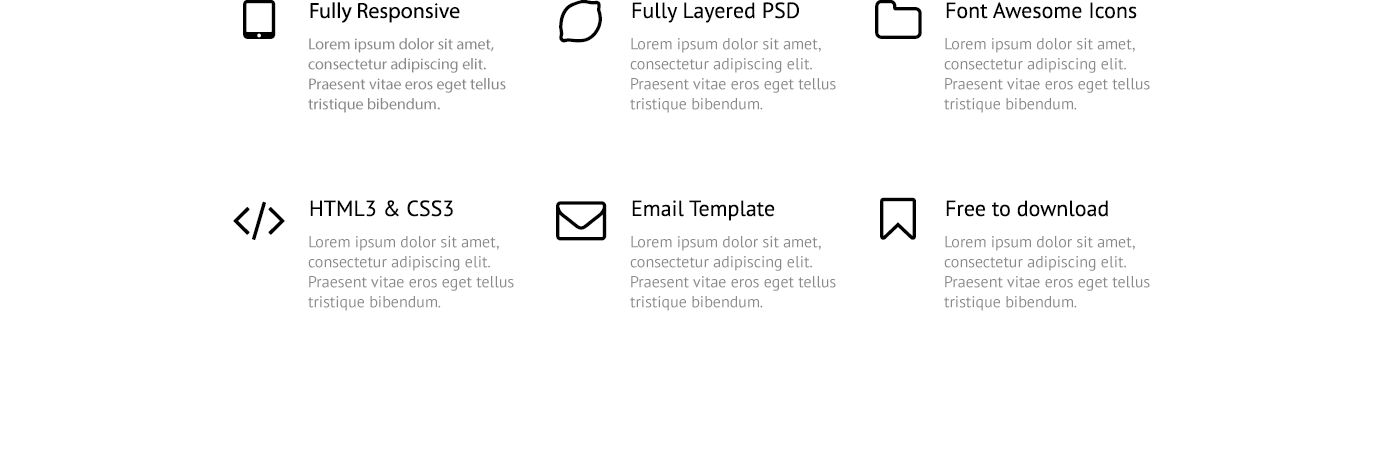 Fully Responsive
Lorem ipsum dolor sit amet,
consectetur adipiscing elit.
Praesent vitae eros eget tellus
tristique bibendum.
Fully Layered PSD
Lorem ipsum dolor sit amet,
consectetur adipiscing elit.
Praesent vitae eros eget tellus
tristique bibendum.
Font Awesome Icons
Lorem ipsum dolor sit amet,
consectetur adipiscing elit.
Praesent vitae eros eget tellus
tristique bibendum.
HTML3 & CSS3
Lorem ipsum dolor sit amet,
consectetur adipiscing elit.
Praesent vitae eros eget tellus
tristique bibendum.
Email Template
Lorem ipsum dolor sit amet,
consectetur adipiscing elit.
Praesent vitae eros eget tellus
tristique bibendum.
Free to download
Lorem ipsum dolor sit amet,
consectetur adipiscing elit.
Praesent vitae eros eget tellus
tristique bibendum.